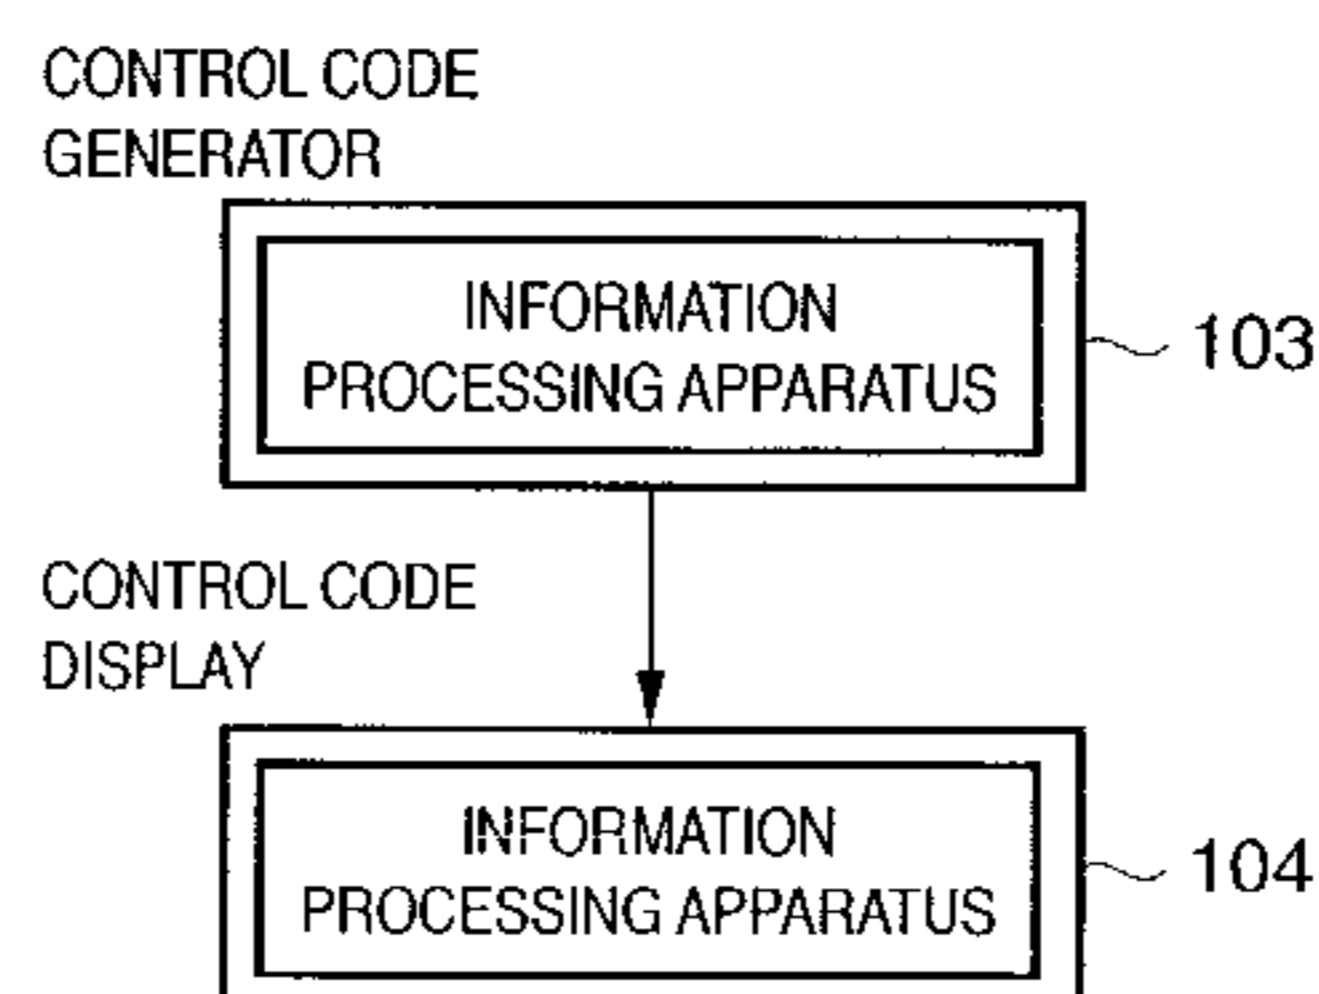 CONTROL CODE
GENERATOR
INFORMATION
PROCESSING APPARATUS
103
CONTROL CODE
DISPLAY
INFORMATION
PROCESSING APPARATUS
104